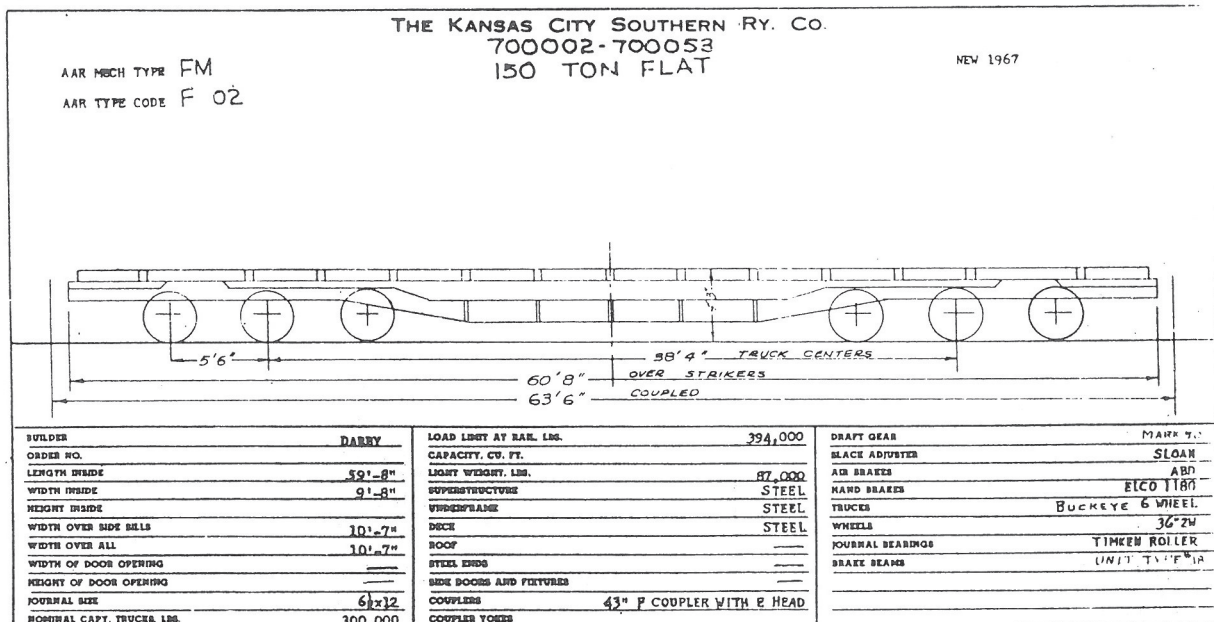 THE KANSAS CITY SOUTHERN RY. CO.
700002-700053
150 TON FLAT
AAR MECH TYPE FM
AAR TYPE CODE F 02
NEW 1967
5'6"
38'4" TRUCK CENTERS
60'8" OVER STRIKERS
63'6" COUPLED
BUILDER DARBY
ORDER NO.
LENGTH INSIDE 59'-8"
WIDTH INSIDE 9'-8"
HEIGHT INSIDE
WIDTH OVER SIDE SILLS 10'-7"
WIDTH OVER ALL 10'-7"
WIDTH OF DOOR OPENING —
HEIGHT OF DOOR OPENING —
JOURNAL SIZE
NOMINAL CAPY. TRUCKS, LBS. 300,000
LOAD LIMIT AT RAIL LBS. 394,000
CAPACITY, CU. FT.
LIGHT WEIGHT, LBS. 87,000
SUPERSTRUCTURE STEEL
UNDERFRAME STEEL
DECK STEEL
ROOF —
STEEL ENDS —
SIDE DOORS AND FIXTURES —
COUPLERS 43" F COUPLER WITH E HEAD
COUPLER YOKES
DRAFT GEAR MARK
SLACK ADJUSTER SLOAN
AIR BRAKES ABD
HAND BRAKES ELCO 1180
TRUCKS BUCKEYE 6 WHEEL
WHEELS 36" 2W
JOURNAL BEARINGS TIMKEN ROLLER
BRAKE BEAMS UNIT TYPE